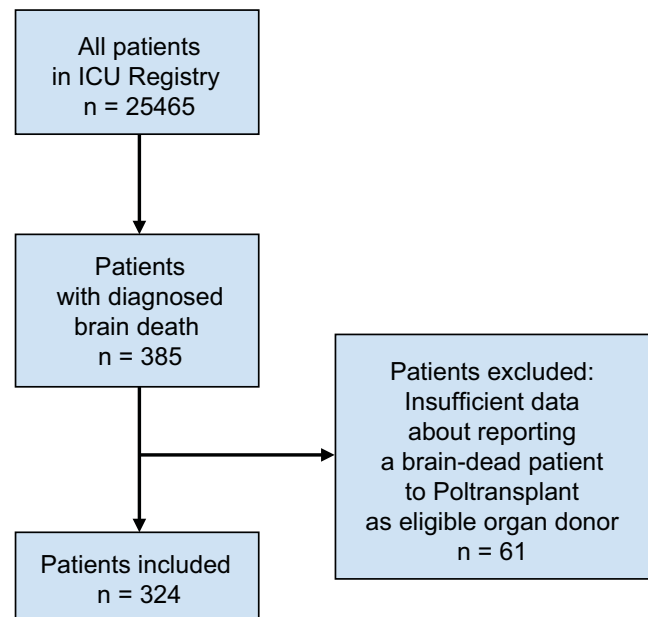 All patients
in ICU Registry
n = 25465
Patients
with diagnosed
brain death
n = 385
Patients excluded:
Insufficient data
about reporting
a brain-dead patient
to Poltransplant
as eligible organ donor
n = 61
Patients included
n = 324